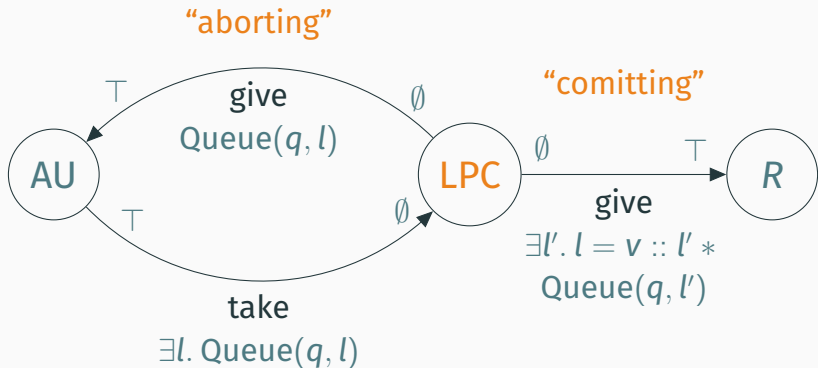 “aborting”
“comitting”
⊤
give
∅
Queue(q, l)
∅
⊤
AU
LPC
R
give
⊤
∅
∃l′. l = v :: l′ ∗
Queue(q, l′)
take
∃l. Queue(q, l)